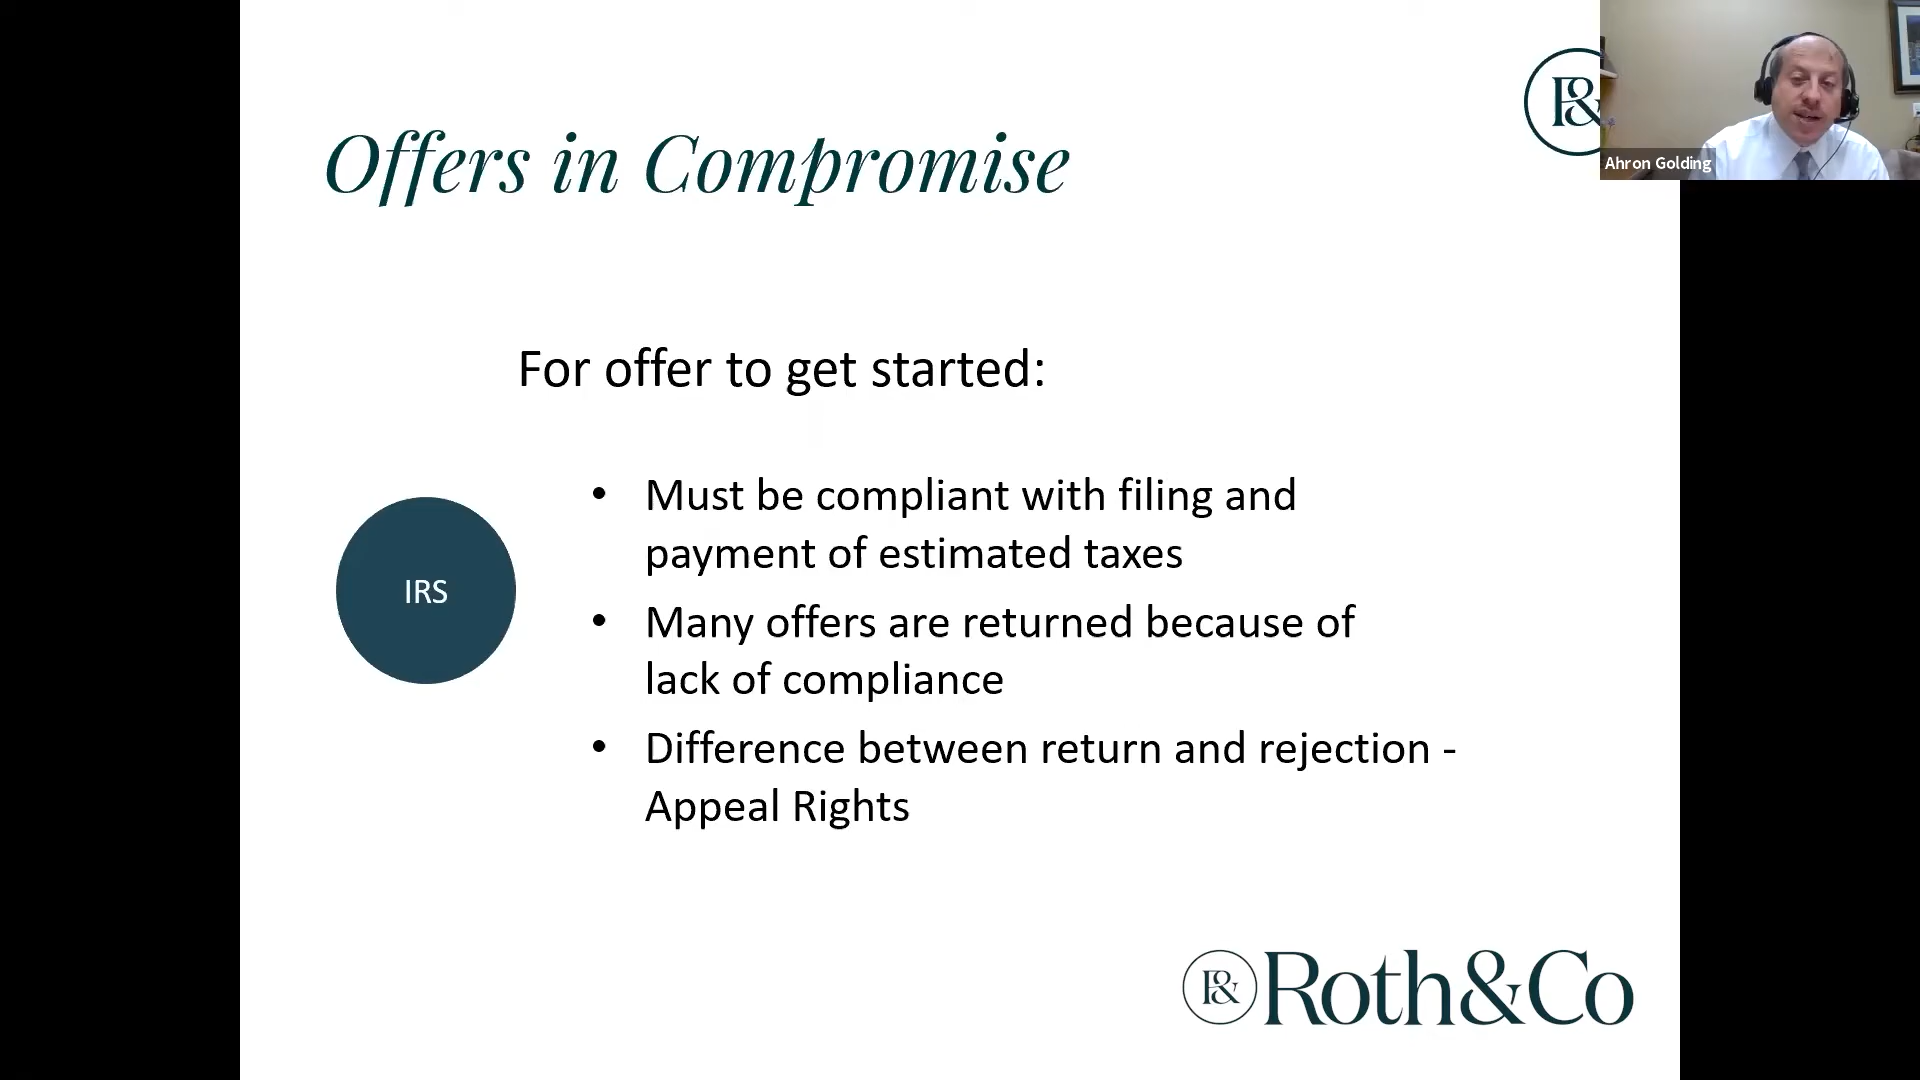 R&
Ahron Golding
Offers in Compromise
For offer to get started:
IRS
• Must be compliant with filing and
payment of estimated taxes
• Many offers are returned because of
lack of compliance
• Difference between return and rejection -
Appeal Rights
R& Roth&Co